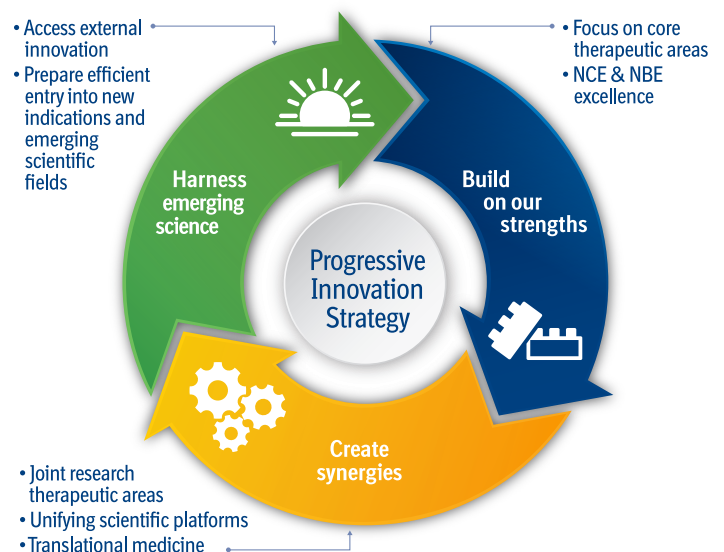 • Access external
innovation
• Prepare efficient
entry into new
indications and
emerging
scientific
fields
• Focus on core
therapeutic areas
• NCE & NBE
excellence
Harness
emerging
science
Build
on our
strengths
Progressive
Innovation
Strategy
Create
synergies
• Joint research
therapeutic areas
• Unifying scientific platforms
• Translational medicine